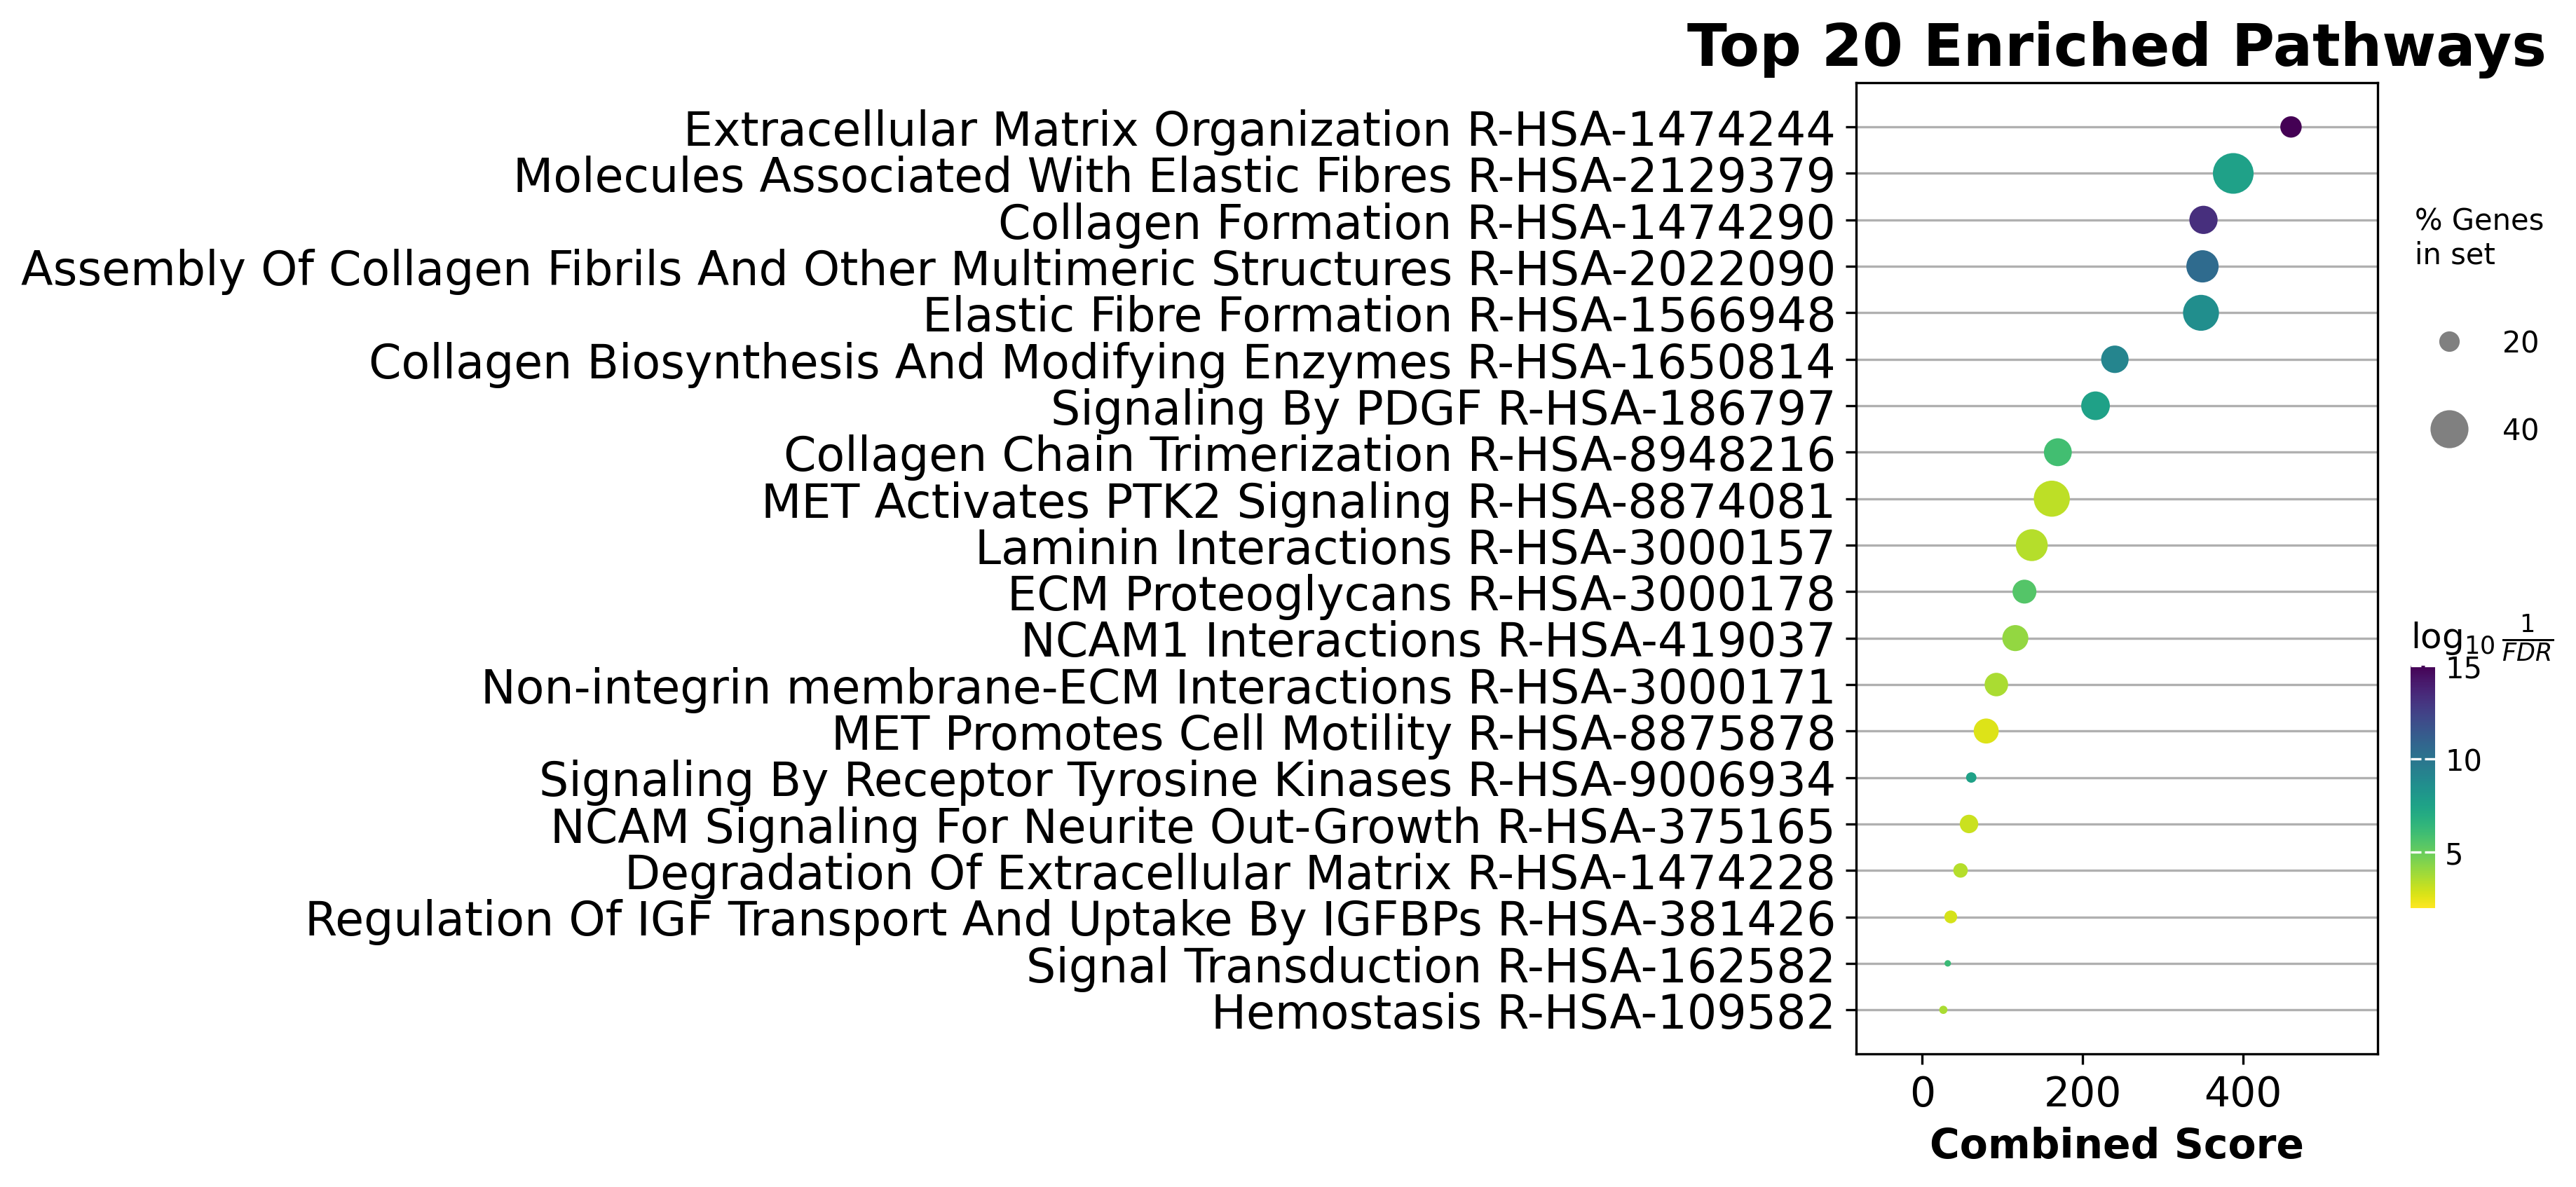 Top 20 Enriched Pathways
Extracellular Matrix Organization R-HSA-1474244
Molecules Associated With Elastic Fibres R-HSA-2129379
Collagen Formation R-HSA-1474290
Assembly Of Collagen Fibrils And Other Multimeric Structures R-HSA-2022090
Elastic Fibre Formation R-HSA-1566948
Collagen Biosynthesis And Modifying Enzymes R-HSA-1650814
Signaling By PDGF R-HSA-186797
Collagen Chain Trimerization R-HSA-8948216
MET Activates PTK2 Signaling R-HSA-8874081
Laminin Interactions R-HSA-3000157
ECM Proteoglycans R-HSA-3000178
NCAM1 Interactions R-HSA-419037
Non-integrin membrane-ECM Interactions R-HSA-3000171
MET Promotes Cell Motility R-HSA-8875878
Signaling By Receptor Tyrosine Kinases R-HSA-9006934
NCAM Signaling For Neurite Out-Growth R-HSA-375165
Degradation Of Extracellular Matrix R-HSA-1474228
Regulation Of IGF Transport And Uptake By IGFBPs R-HSA-381426
Signal Transduction R-HSA-162582
Hemostasis R-HSA-109582
0 200 400
Combined Score
% Genes
in set
20
40
log₁₀ 1/FDR
15
10
5